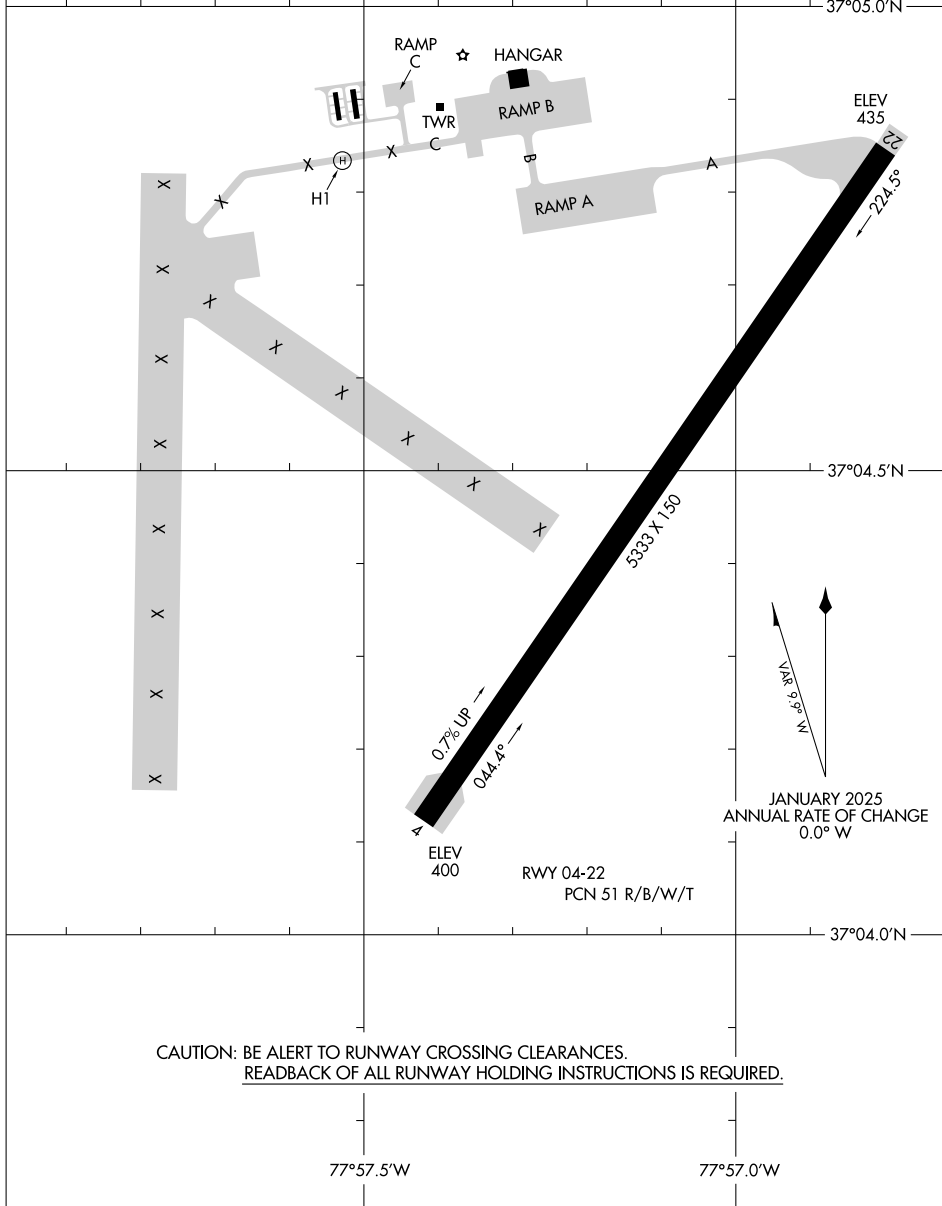 37°05.0'N
RAMP
C
HANGAR
RAMP B
TWR
ELEV
435
22
X
X
C
H
H1
B
A
X
RAMP A
224.5°
X
X
X
X
X
X
X
X
X
X
37°04.5'N
X
X
5333 X 150
X
X
VAR 9.9° W
0.7% UP
044.4°
X
JANUARY 2025
ANNUAL RATE OF CHANGE
0.0° W
4
ELEV
400
RWY 04-22
PCN 51 R/B/W/T
37°04.0'N
CAUTION: BE ALERT TO RUNWAY CROSSING CLEARANCES.
READBACK OF ALL RUNWAY HOLDING INSTRUCTIONS IS REQUIRED.
77°57.5'W
77°57.0'W